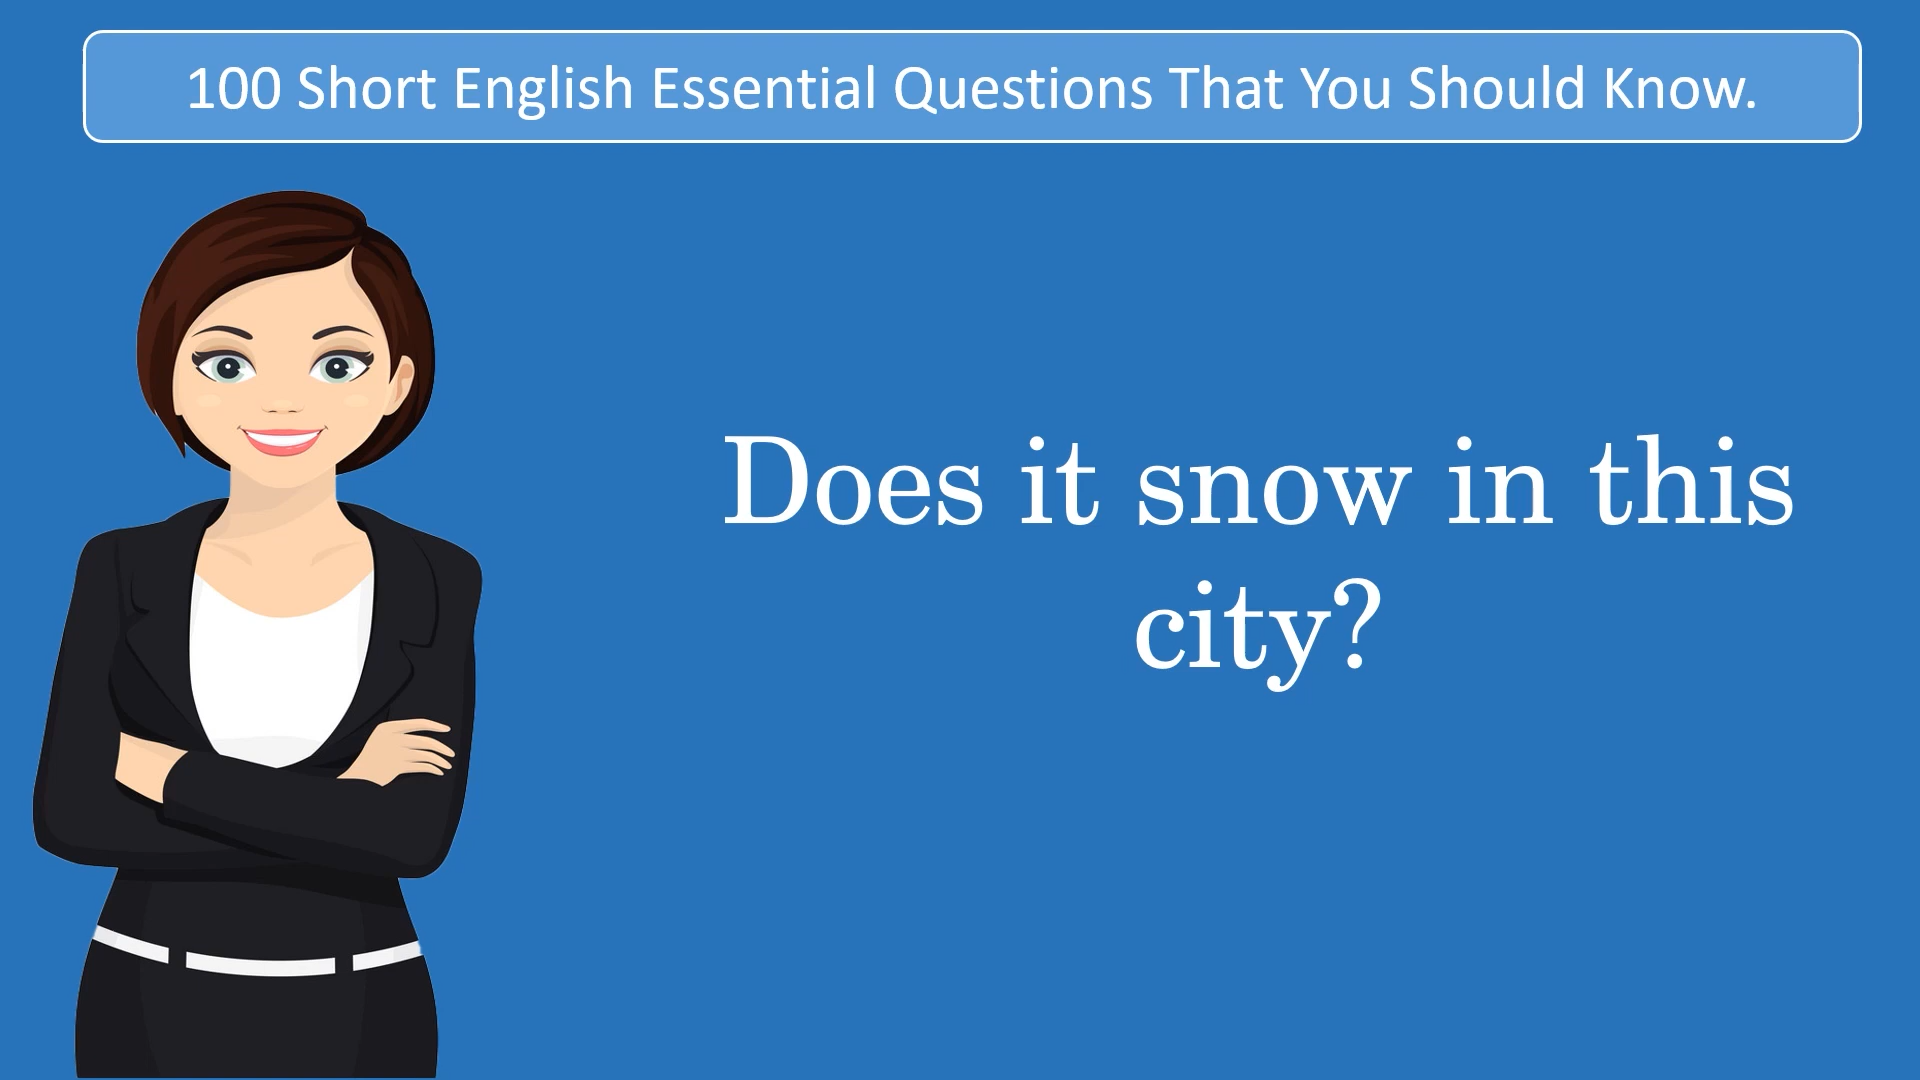 100 Short English Essential Questions That You Should Know.
Does it snow in this
city?